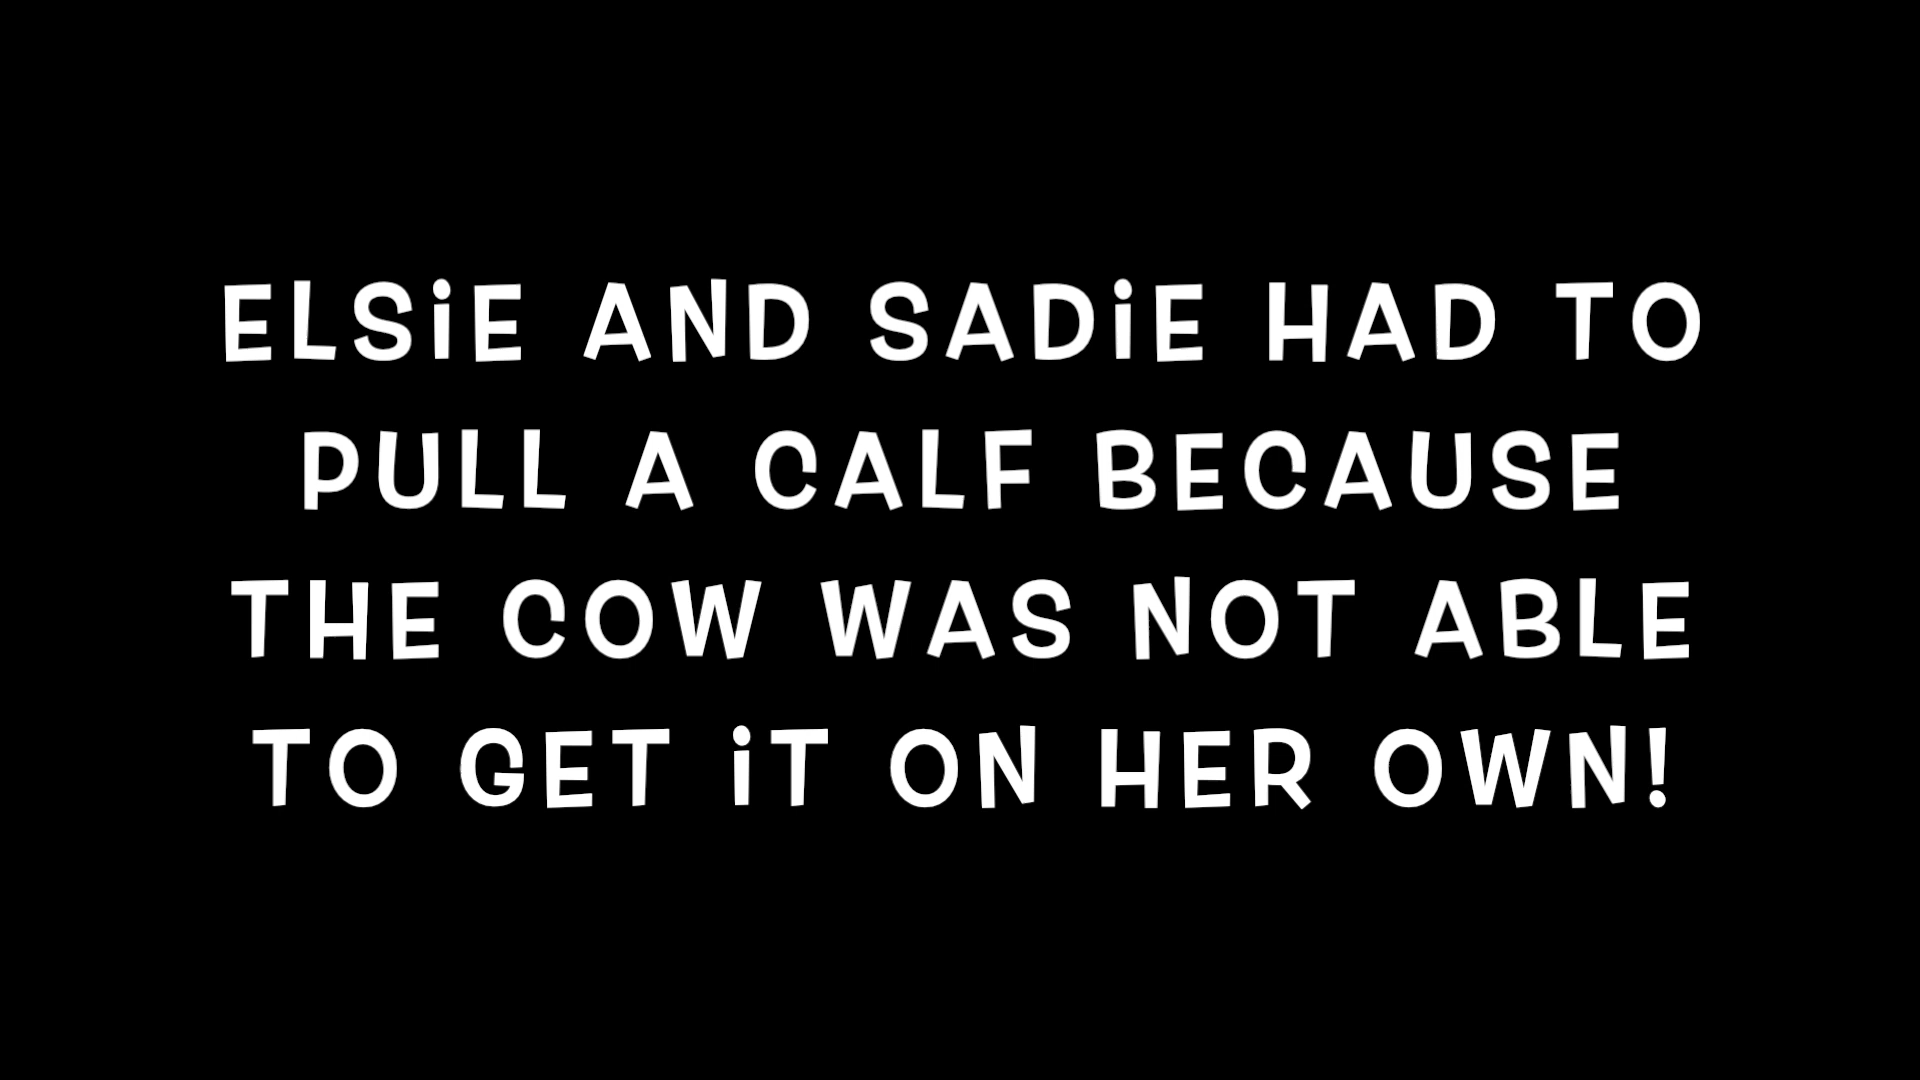 ELSiE AND SADiE HAD TO
PULL A CALF BECAUSE
THE COW WAS NOT ABLE
TO GET iT ON HER OWN!